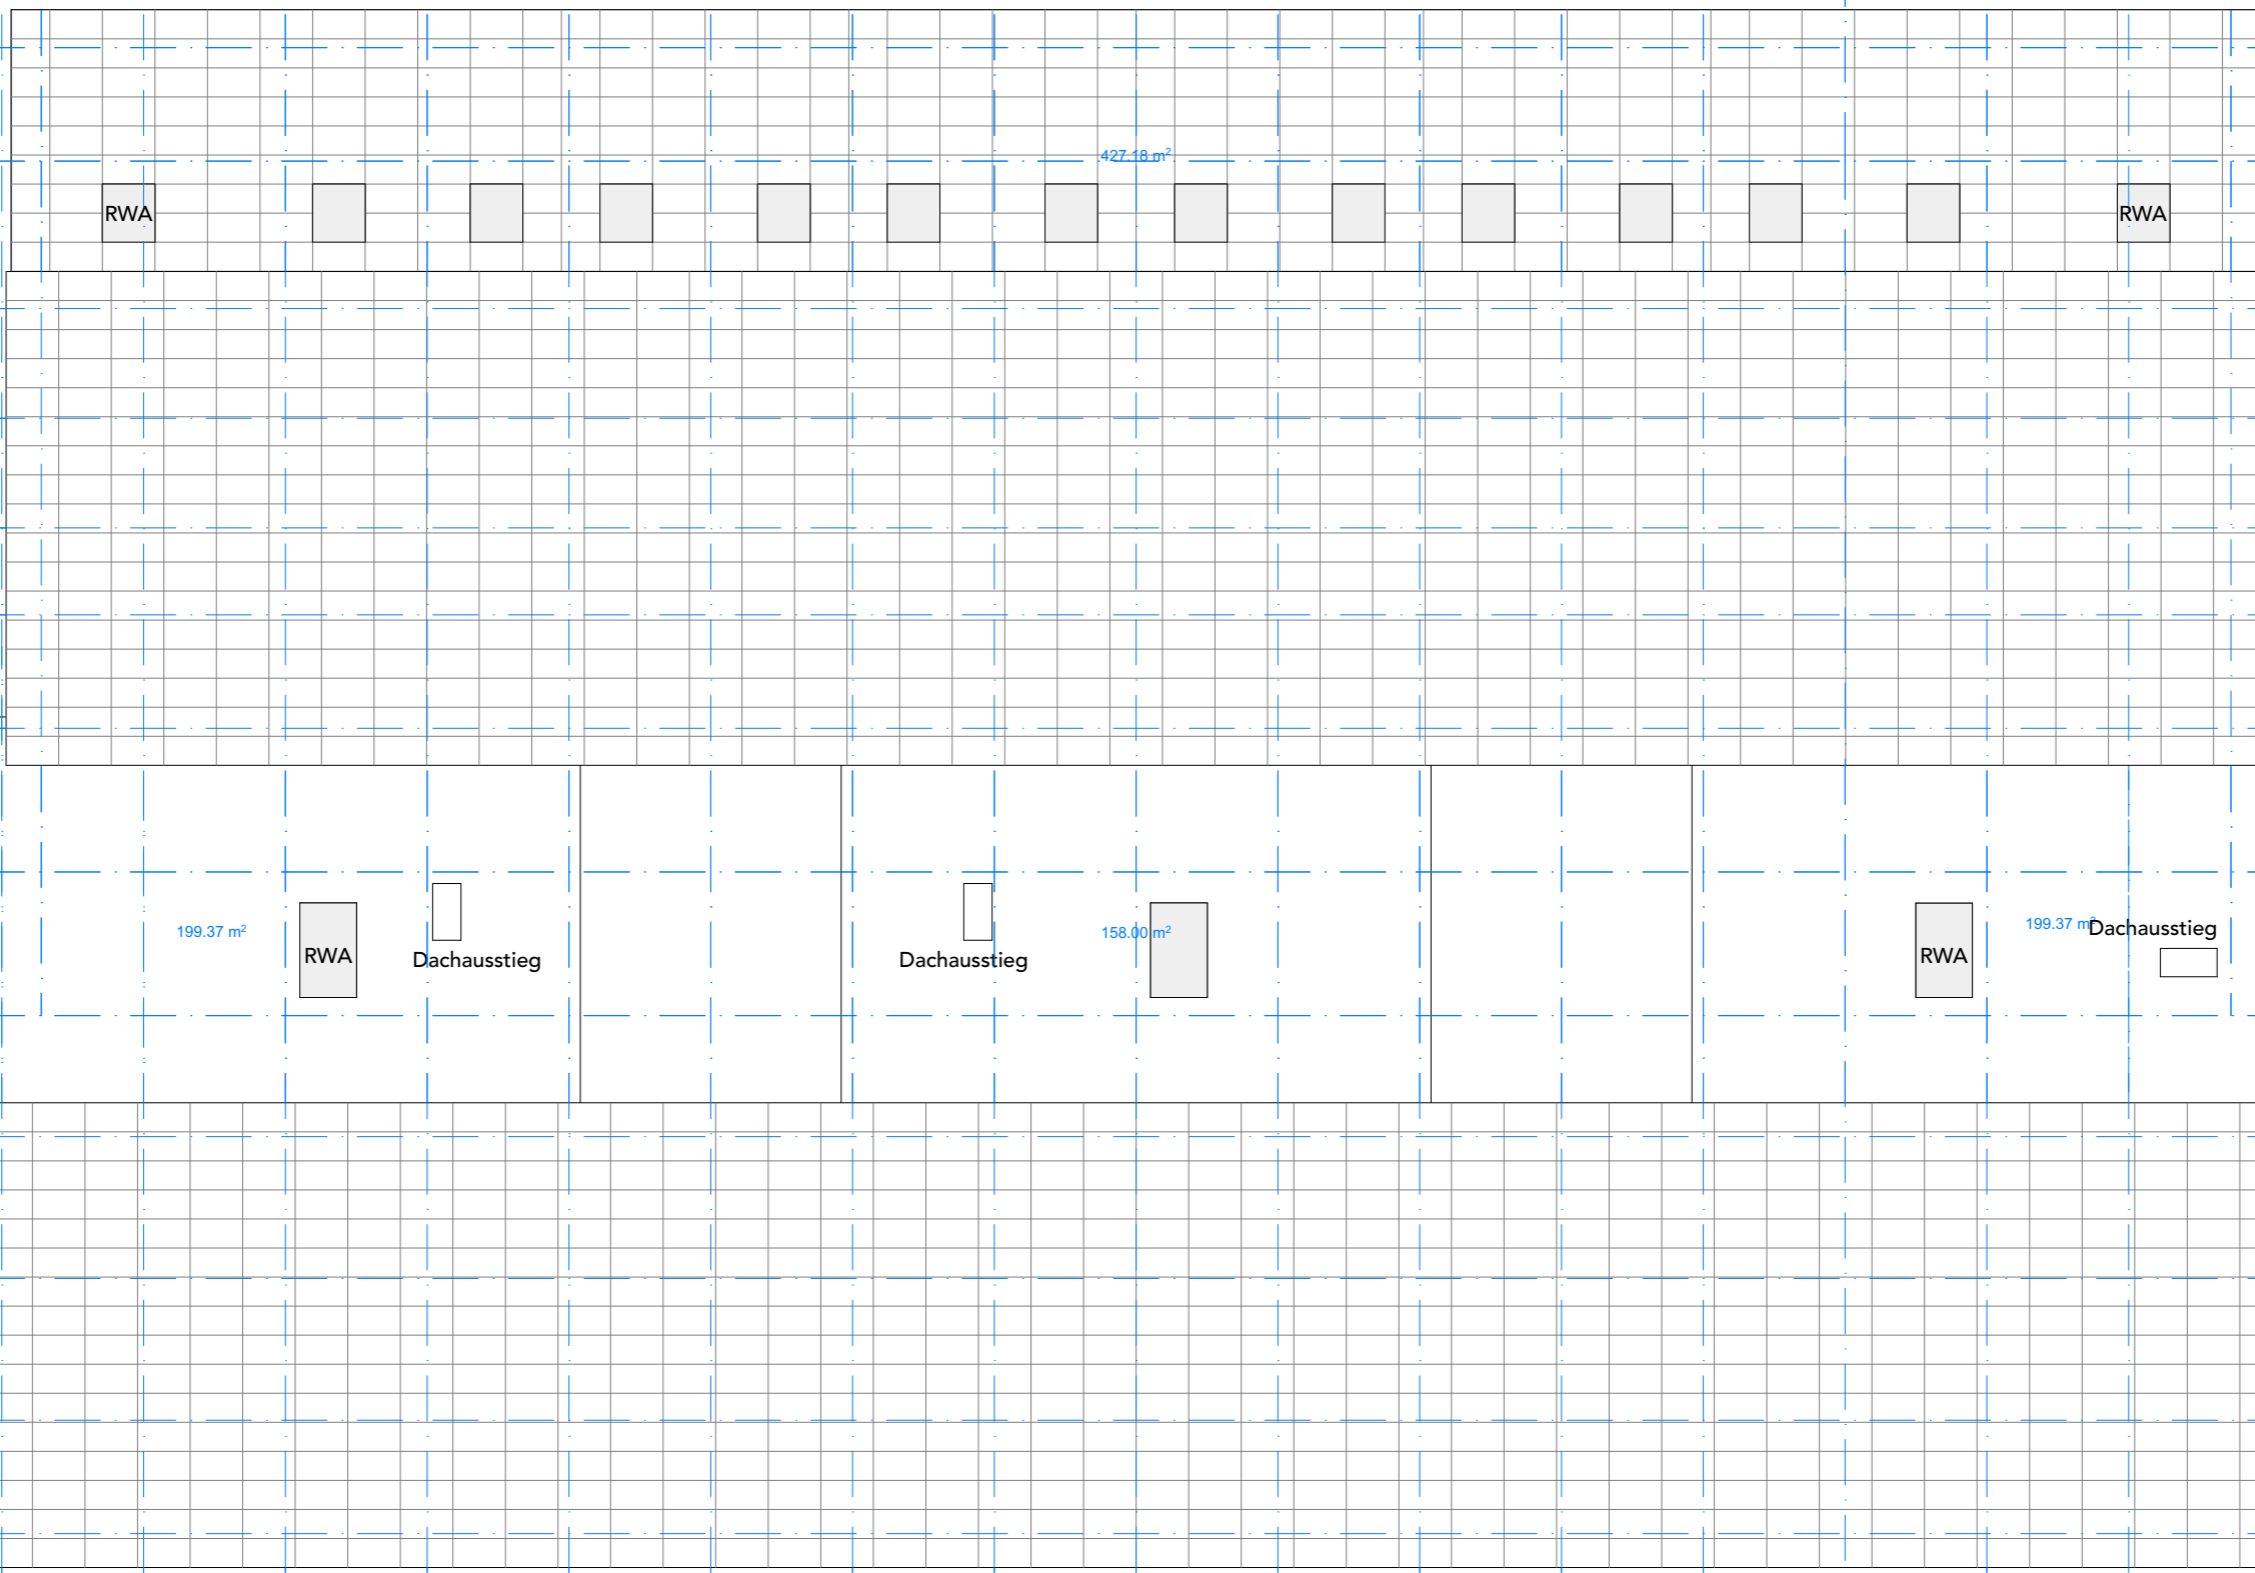 427.18 m²
RWA
RWA
199.37 m²
RWA
Dachausstieg
Dachausstieg
158.00 m²
RWA
199.37 m²
Dachausstieg